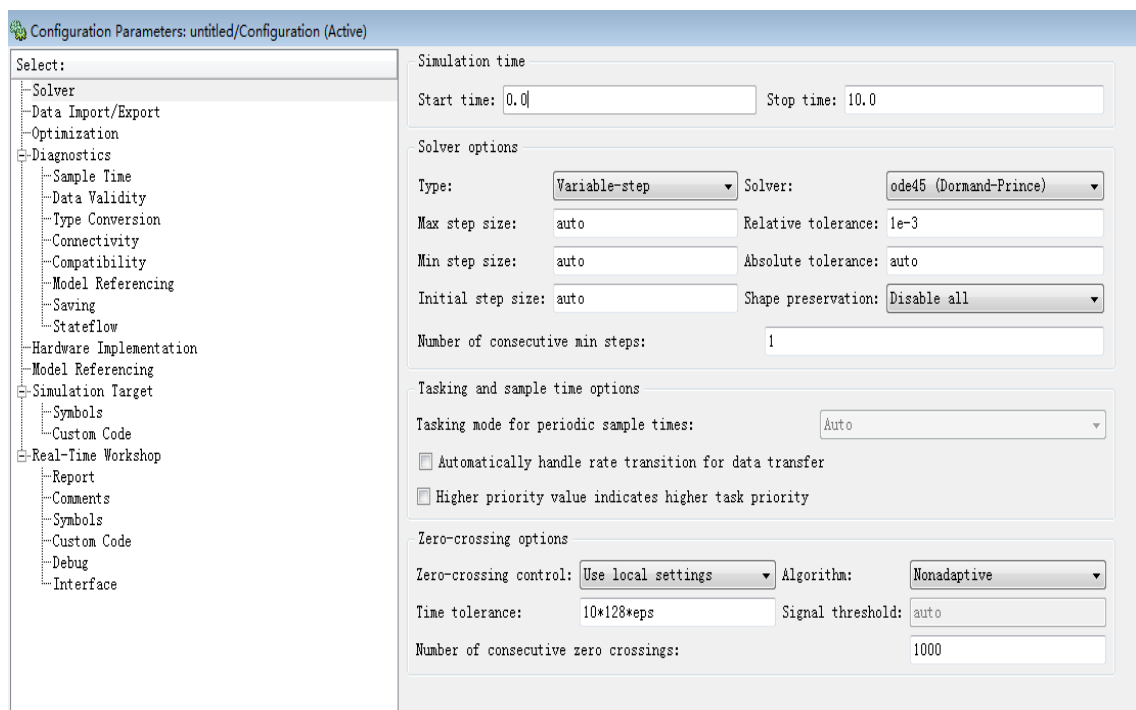 Configuration Parameters: untitled/Configuration (Active)
Select:
Solver
Data Import/Export
Optimization
Diagnostics
Sample Time
Data Validity
Type Conversion
Connectivity
Compatibility
Model Referencing
Saving
Stateflow
Hardware Implementation
Model Referencing
Simulation Target
Symbols
Custom Code
Real-Time Workshop
Report
Comments
Symbols
Custom Code
Debug
Interface
Simulation time
Start time: 0.0 Stop time: 10.0
Solver options
Type: Variable-step Solver: ode45 (Dormand-Prince)
Max step size: auto Relative tolerance: 1e-3
Min step size: auto Absolute tolerance: auto
Initial step size: auto Shape preservation: Disable all
Number of consecutive min steps: 1
Tasking and sample time options
Tasking mode for periodic sample times: Auto
Automatically handle rate transition for data transfer
Higher priority value indicates higher task priority
Zero-crossing options
Zero-crossing control: Use local settings Algorithm: Nonadaptive
Time tolerance: 10*128*eps Signal threshold: auto
Number of consecutive zero crossings: 1000